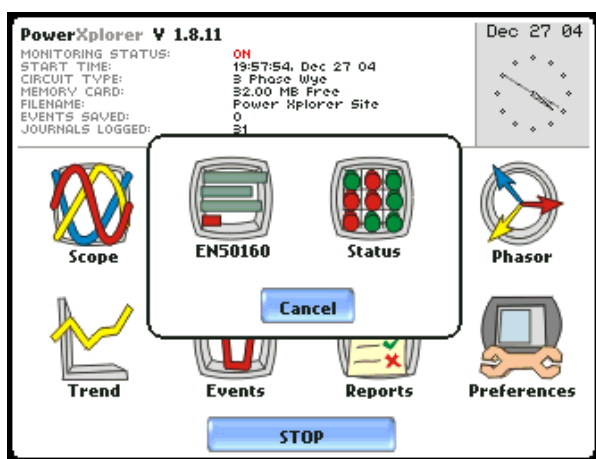 PowerXplorer V 1.8.11
Dec 27 04
MONITORING STATUS: ON
START TIME: 19:57:54, Dec 27 04
CIRCUIT TYPE: 3 Phase Wye
MEMORY CARD: 32.00 MB Free
FILENAME: Power Xplorer Site
EVENTS SAVED: 0
JOURNALS LOGGED: 31
Scope
EN50160
Status
Phasor
Cancel
Trend
Events
Reports
Preferences
STOP